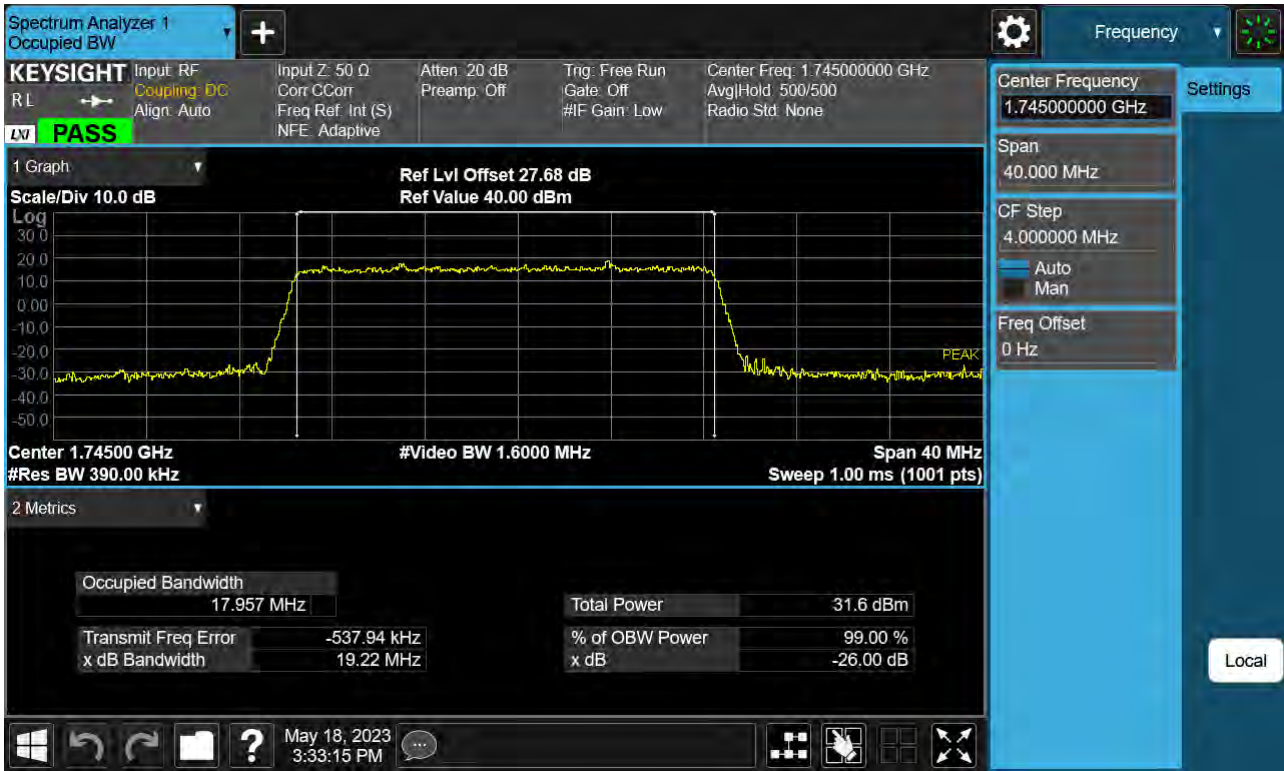 Spectrum Analyzer 1
Occupied BW
+
Frequency
KEYSIGHT
RL
LXI
PASS
Input: RF
Coupling: DC
Align: Auto
Input Z: 50 Ω
Corr CCorr
Freq Ref: Int (S)
NFE: Adaptive
Atten: 20 dB
Preamp: Off
Trig: Free Run
Gate: Off
#IF Gain: Low
Center Freq: 1.745000000 GHz
Avg|Hold: 500/500
Radio Std: None
Center Frequency
1.745000000 GHz
Settings
Span
40.000 MHz
CF Step
4.000000 MHz
Auto
Man
Freq Offset
0 Hz
Local
1 Graph
Scale/Div 10.0 dB
Ref Lvl Offset 27.68 dB
Ref Value 40.00 dBm
Log
30.0
20.0
10.0
0.00
-10.0
-20.0
-30.0
-40.0
-50.0
PEAK
Center 1.74500 GHz
#Video BW 1.6000 MHz
Span 40 MHz
#Res BW 390.00 kHz
Sweep 1.00 ms (1001 pts)
2 Metrics
Occupied Bandwidth
17.957 MHz
Total Power 31.6 dBm
Transmit Freq Error -537.94 kHz
% of OBW Power 99.00 %
x dB Bandwidth 19.22 MHz
x dB -26.00 dB
?
May 18, 2023
3:33:15 PM